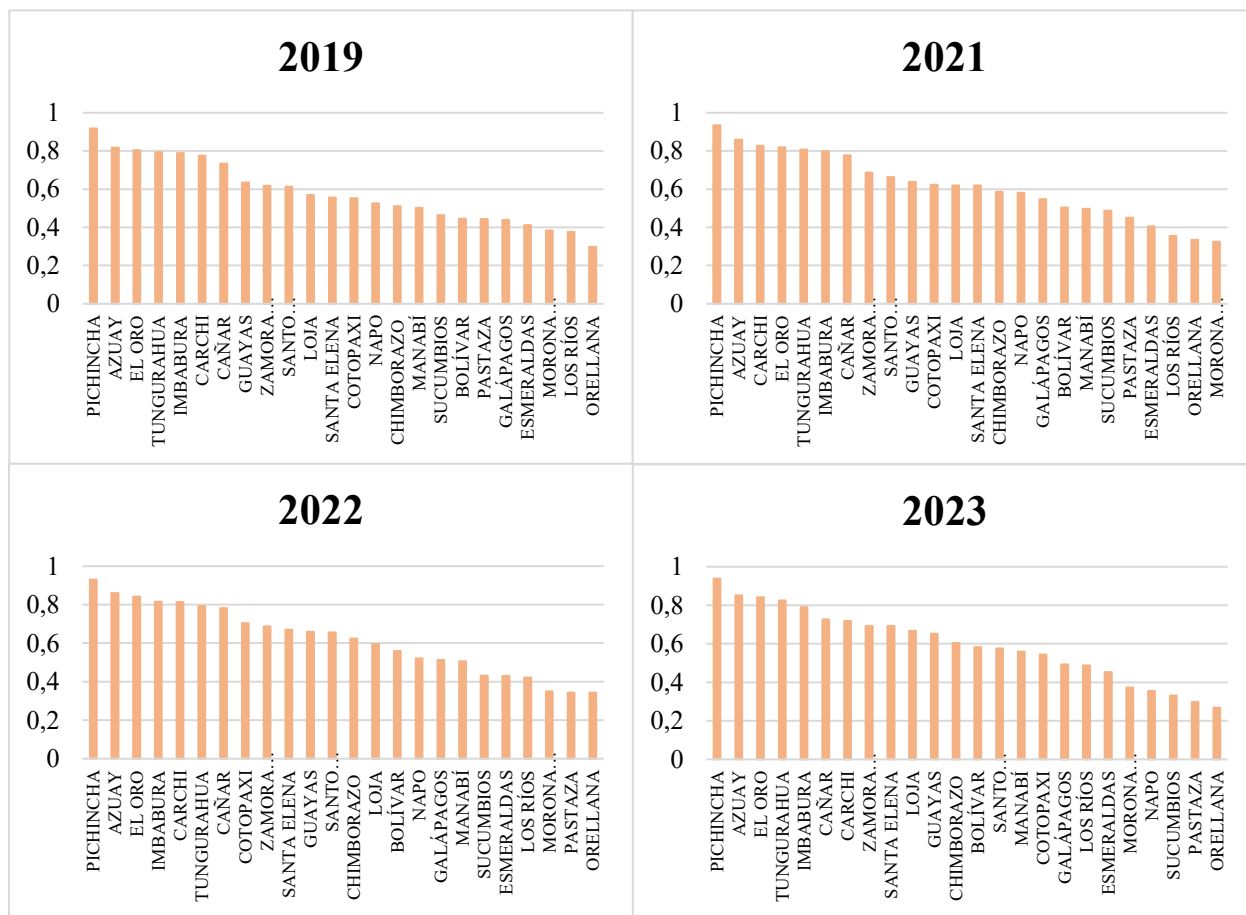 2019
1
0,8
0,6
0,4
0,2
0
PICHINCHA
AZUAY
EL ORO
TUNGURAHUA
IMBABURA
CARCHI
CAÑAR
GUAYAS
ZAMORA…
SANTO…
LOJA
SANTA ELENA
COTOPAXI
NAPO
CHIMBORAZO
MANABÍ
SUCUMBIOS
BOLÍVAR
PASTAZA
GALÁPAGOS
ESMERALDAS
MORONA…
LOS RÍOS
ORELLANA
2021
1
0,8
0,6
0,4
0,2
0
PICHINCHA
AZUAY
CARCHI
EL ORO
TUNGURAHUA
IMBABURA
CAÑAR
ZAMORA…
SANTO…
GUAYAS
COTOPAXI
LOJA
SANTA ELENA
CHIMBORAZO
NAPO
GALÁPAGOS
BOLÍVAR
MANABÍ
SUCUMBIOS
PASTAZA
ESMERALDAS
LOS RÍOS
ORELLANA
MORONA…
2022
1
0,8
0,6
0,4
0,2
0
PICHINCHA
AZUAY
EL ORO
IMBABURA
CARCHI
TUNGURAHUA
CAÑAR
COTOPAXI
ZAMORA…
SANTA ELENA
GUAYAS
SANTO…
CHIMBORAZO
LOJA
BOLÍVAR
NAPO
GALÁPAGOS
MANABÍ
SUCUMBIOS
ESMERALDAS
LOS RÍOS
MORONA…
PASTAZA
ORELLANA
2023
1
0,8
0,6
0,4
0,2
0
PICHINCHA
AZUAY
EL ORO
TUNGURAHUA
IMBABURA
CAÑAR
CARCHI
ZAMORA…
SANTA ELENA
LOJA
GUAYAS
CHIMBORAZO
BOLÍVAR
SANTO…
MANABÍ
COTOPAXI
GALÁPAGOS
LOS RÍOS
ESMERALDAS
MORONA…
NAPO
SUCUMBIOS
PASTAZA
ORELLANA